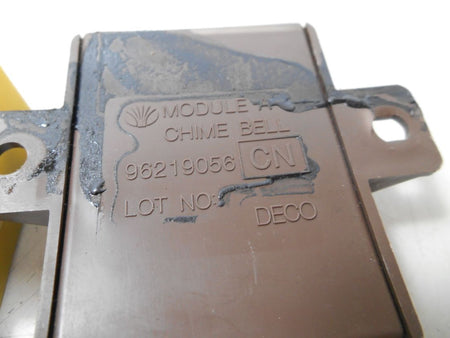 MODULE A
CHIME BELL
96219056 CN
LOT NO:
DECO